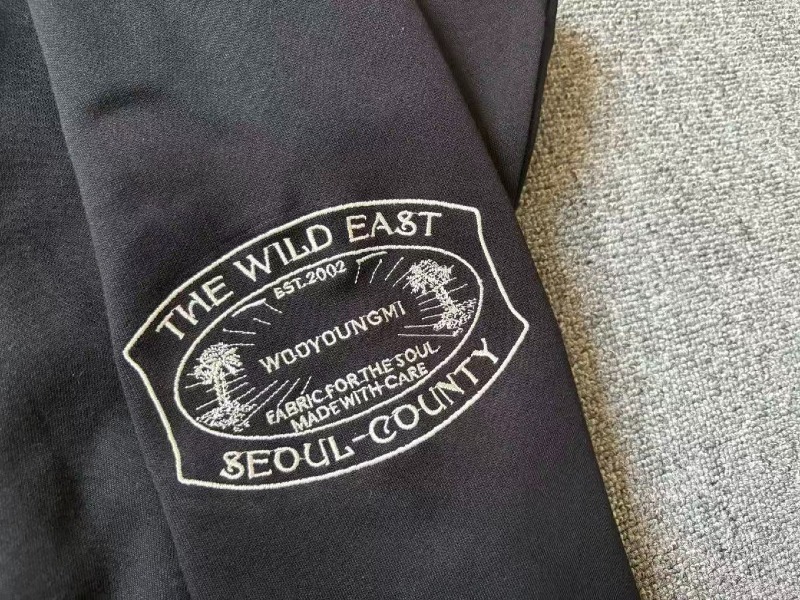 THE WILD EAST
EST.2002
WOOYOUNGMI
FABRIC FOR THE SOUL
MADE WITH CARE
SEOUL-COUNTY